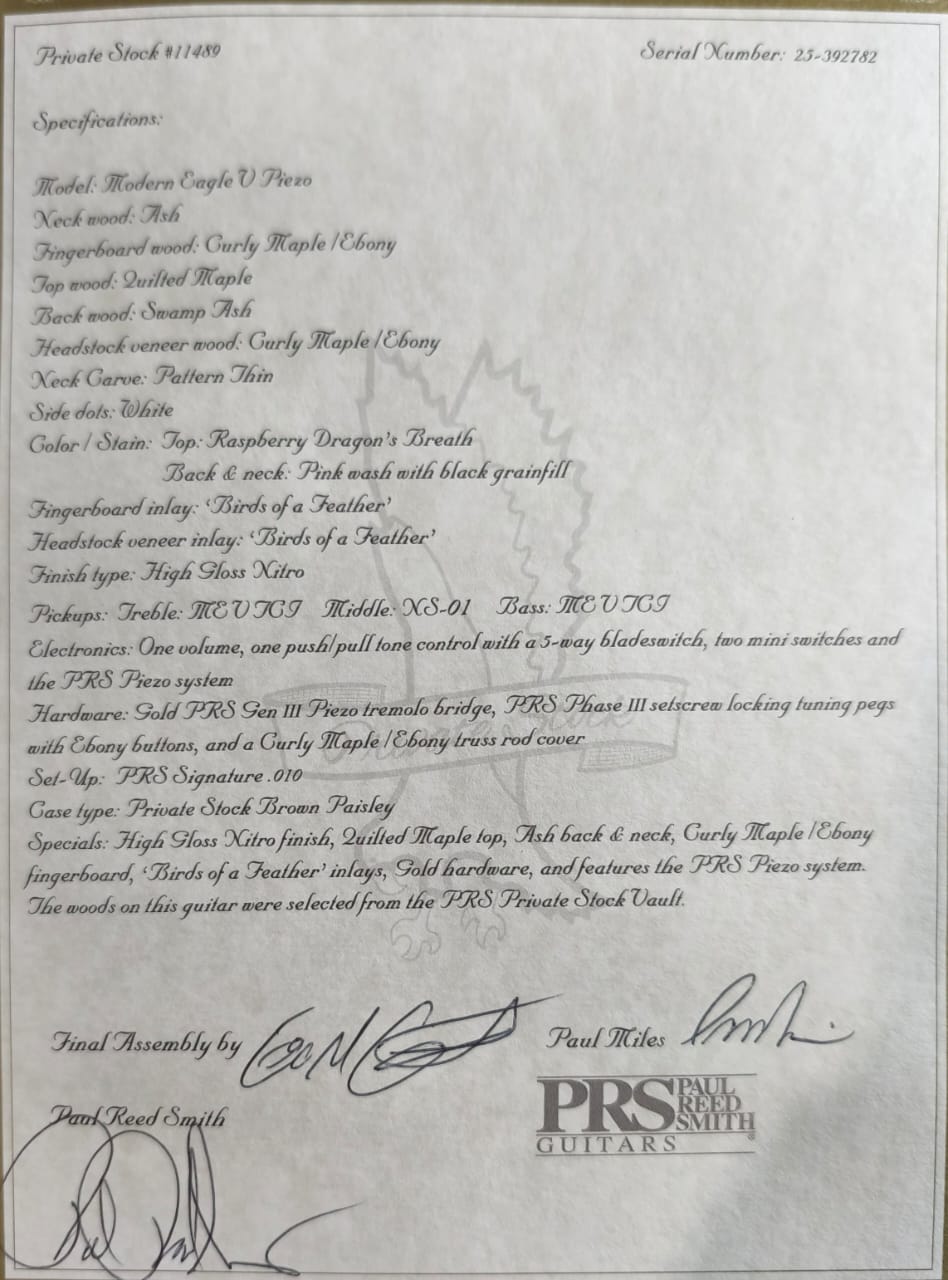 Private Stock #11489
Serial Number: 25-392782
Specifications:
Model: Modern Eagle V Piezo
Neck wood: Ash
Fingerboard wood: Curly Maple / Ebony
Top wood: Quilted Maple
Back wood: Swamp Ash
Headstock veneer wood: Curly Maple / Ebony
Neck Carve: Pattern Thin
Side dots: White
Color / Stain: Top: Raspberry Dragon's Breath
Back & neck: Pink wash with black grainfill
Fingerboard inlay: 'Birds of a Feather'
Headstock veneer inlay: 'Birds of a Feather'
Finish type: High Gloss Nitro
Pickups: Treble: MEV TCI Middle: NS-01 Bass: MEV TCI
Electronics: One volume, one push/pull tone control with a 5-way bladeswitch, two mini switches and
the PRS Piezo system
Hardware: Gold PRS Gen III Piezo tremolo bridge, PRS Phase III setscrew locking tuning pegs
with Ebony buttons, and a Curly Maple / Ebony truss rod cover
Set-Up: PRS Signature .010
Case type: Private Stock Brown Paisley
Specials: High Gloss Nitro finish, Quilted Maple top, Ash back & neck, Curly Maple / Ebony
fingerboard, 'Birds of a Feather' inlays, Gold hardware, and features the PRS Piezo system.
The woods on this guitar were selected from the PRS Private Stock Vault.
Final Assembly by
Paul Miles
Paul Reed Smith
PRS PAUL REED SMITH
GUITARS